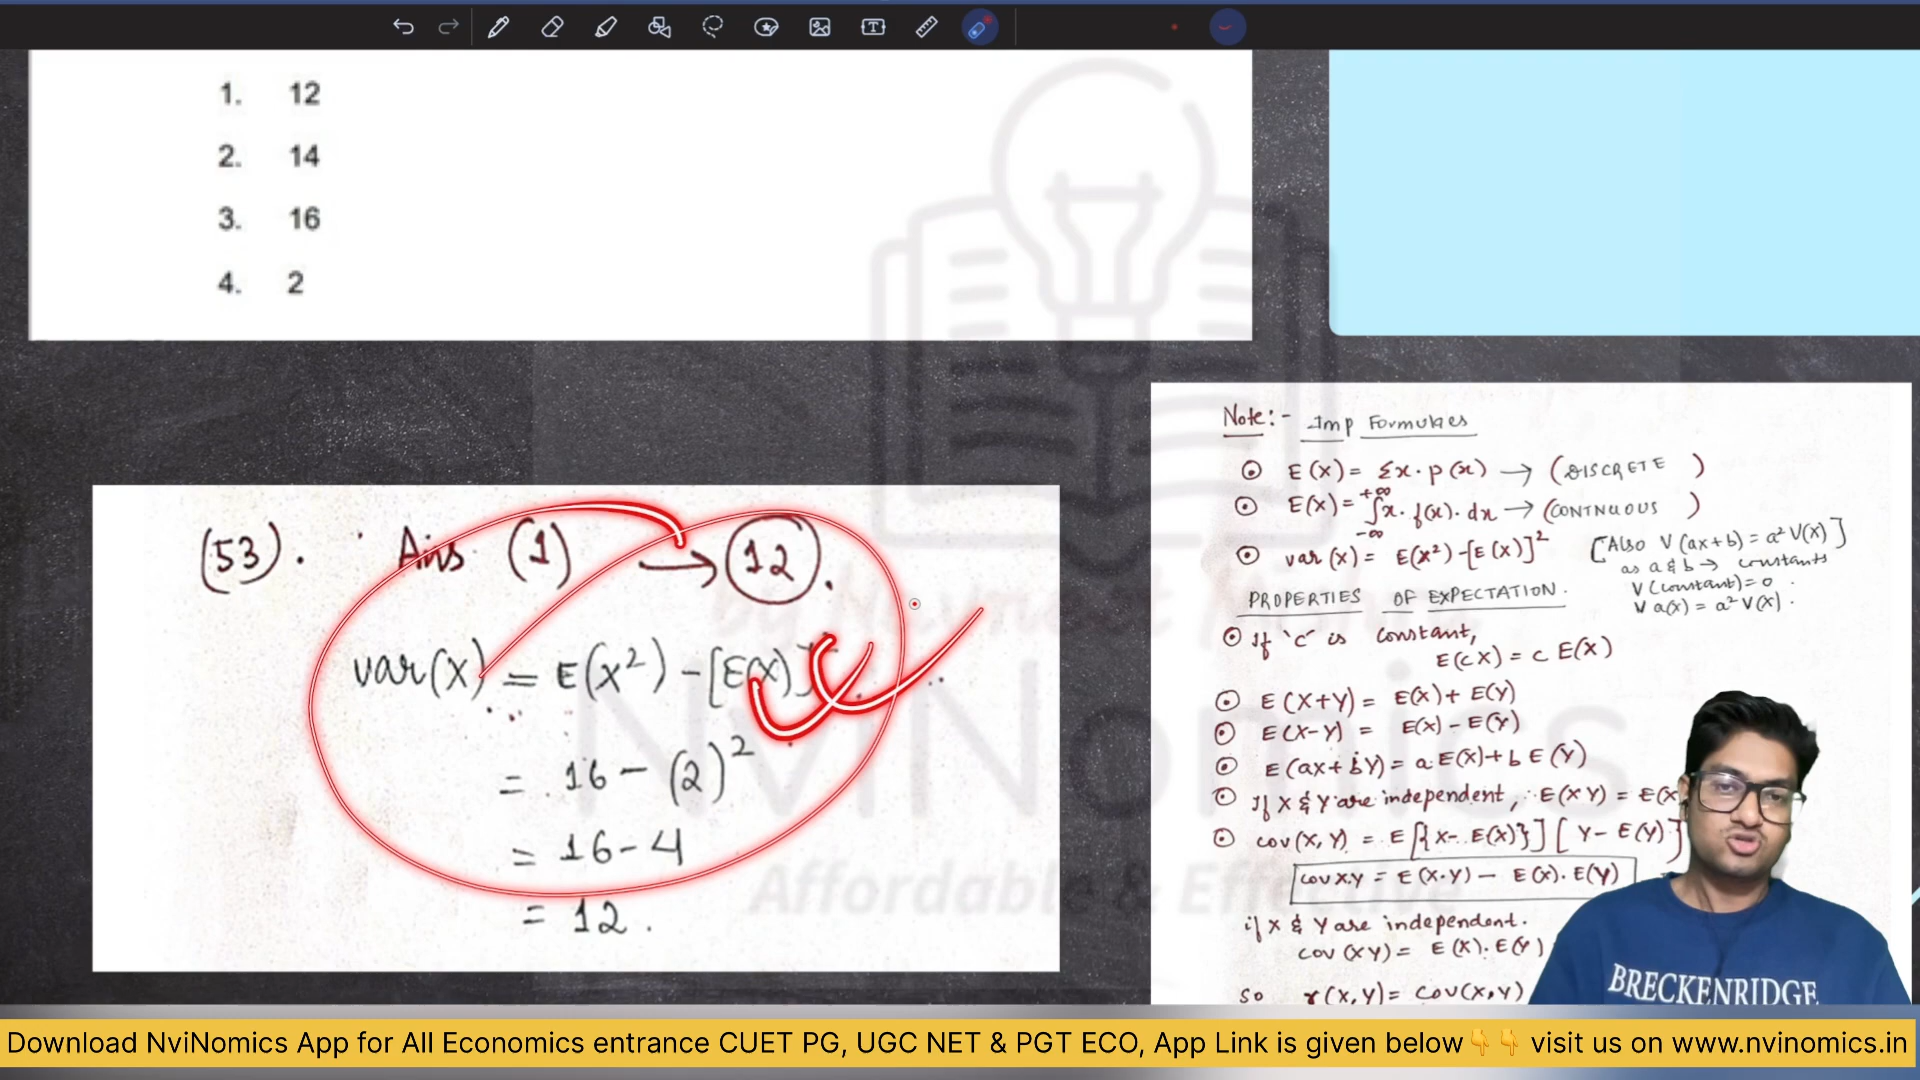 1. 12
2. 14
3. 16
4. 2
(53). Ans (1) → 12.
var(X) = E(X²) - [E(X)]
= 16 - (2)²
= 16 - 4
= 12.
Note:- Imp Formulaes
E(X) = Σx·p(x) → (DISCRETE)
E(X) = ∫x·f(x)·dx → (CONTINUOUS)
+∞
-∞
var(X) = E(X²) - [E(X)]²
[Also V(ax+b) = a²V(X)]
as a & b → constants
V(constant) = 0.
V a(X) = a² V(X).
PROPERTIES OF EXPECTATION.
If 'c' is constant,
E(cX) = c E(X)
E(X+Y) = E(X) + E(Y)
E(X-Y) = E(X) - E(Y)
E(ax+bY) = a E(X) + b E(Y)
If X & Y are independent, E(XY) = E(X
cov(X, Y) = E[{X - E(X)}][Y - E(Y)]
cov X.Y = E(X.Y) - E(X). E(Y)
if X & Y are independent.
cov(XY) = E(X). E(Y)
so r(X,Y) = cov(X,Y)
NviNomics
Affordable & Effective
BRECKENRIDGE
Download NviNomics App for All Economics entrance CUET PG, UGC NET & PGT ECO, App Link is given below👇👇 visit us on www.nvinomics.in